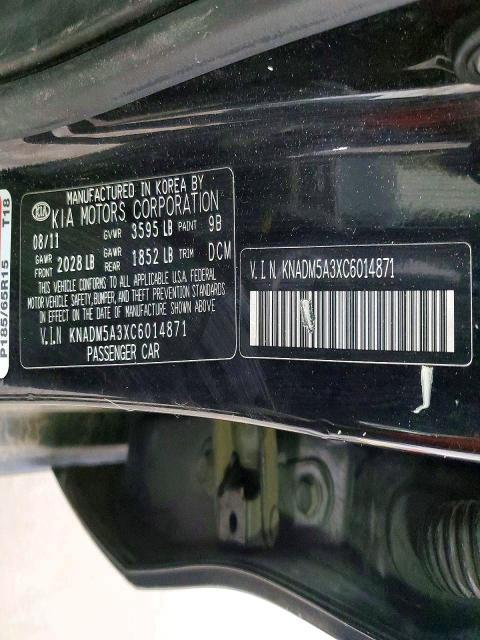 MANUFACTURED IN KOREA BY
KIA KIA MOTORS CORPORATION
08/11 GVWR 3595 LB PAINT 9B
GAWR FRONT 2028 LB GAWR REAR 1852 LB TRIM DCM
THIS VEHICLE CONFORMS TO ALL APPLICABLE U.S.A. FEDERAL
MOTOR VEHICLE SAFETY, BUMPER, AND THEFT PREVENTION STANDARDS
IN EFFECT ON THE DATE OF MANUFACTURE SHOWN ABOVE.
V.I.N KNADM5A3XC6014871
PASSENGER CAR
V.I.N. KNADM5A3XC6014871
P185/65R15 T18